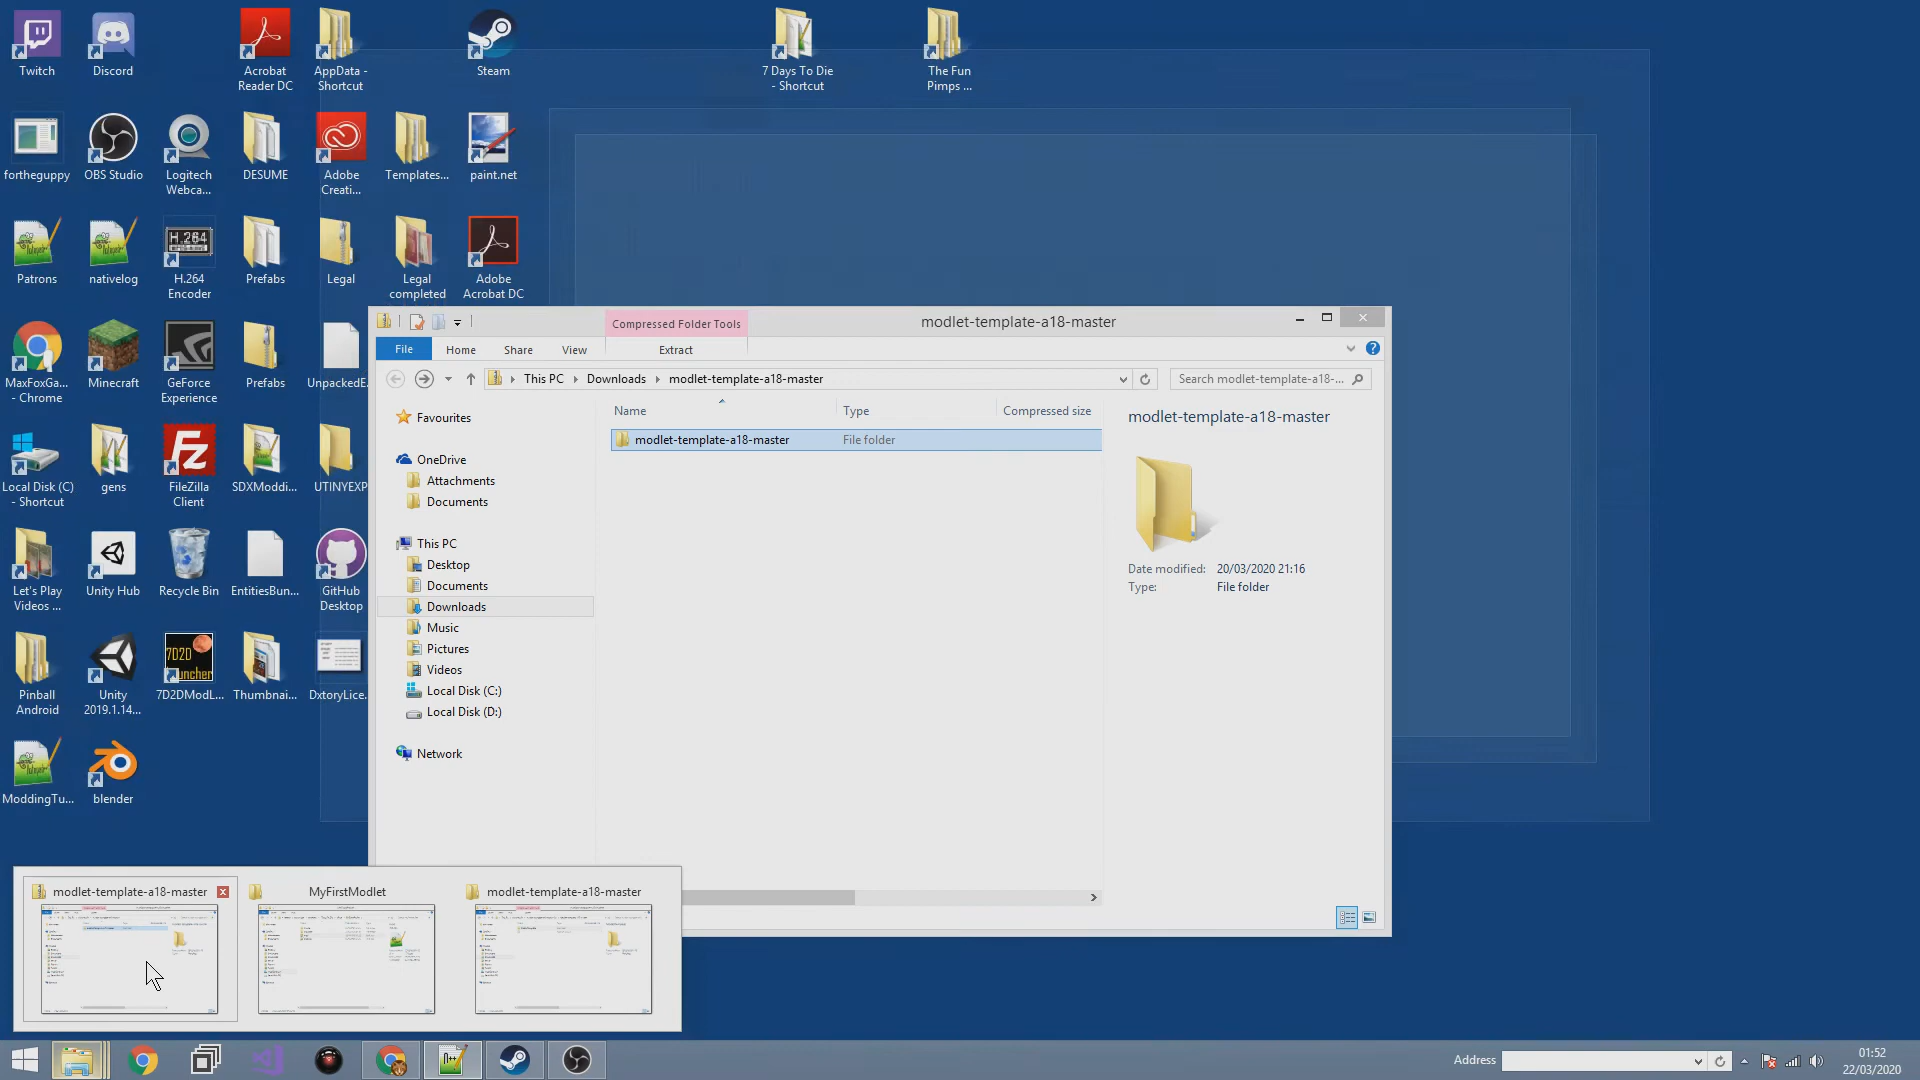 Twitch
Discord
Acrobat
Reader DC
AppData -
Shortcut
Steam
7 Days To Die
- Shortcut
The Fun
Pimps ...
fortheguppy
OBS Studio
Logitech
Webca...
DESUME
Adobe
Creati...
Templates...
paint.net
Patrons
nativelog
H.264
H.264
Encoder
Prefabs
Legal
Legal
completed
Adobe
Acrobat DC
MaxFoxGa...
- Chrome
Minecraft
GeForce
Experience
Prefabs
UnpackedE.
Local Disk (C)
- Shortcut
gens
FileZilla
Client
SDXModdi...
UTINYEXP
Let's Play
Videos ...
Unity Hub
Recycle Bin
EntitiesBun...
GitHub
Desktop
Pinball
Android
Unity
2019.1.14...
7D2D
uncher
7D2DModL...
Thumbnai...
DxtoryLice.
ModdingTu...
blender
Compressed Folder Tools
modlet-template-a18-master
File
Home
Share
View
Extract
This PC
Downloads
modlet-template-a18-master
Search modlet-template-a18-...
Favourites
OneDrive
Attachments
Documents
This PC
Desktop
Documents
Downloads
Music
Pictures
Videos
Local Disk (C:)
Local Disk (D:)
Network
Name
Type
Compressed size
modlet-template-a18-master
File folder
modlet-template-a18-master
Date modified: 20/03/2020 21:16
Type: File folder
modlet-template-a18-master
MyFirstModlet
modlet-template-a18-master
Address
01:52
22/03/2020